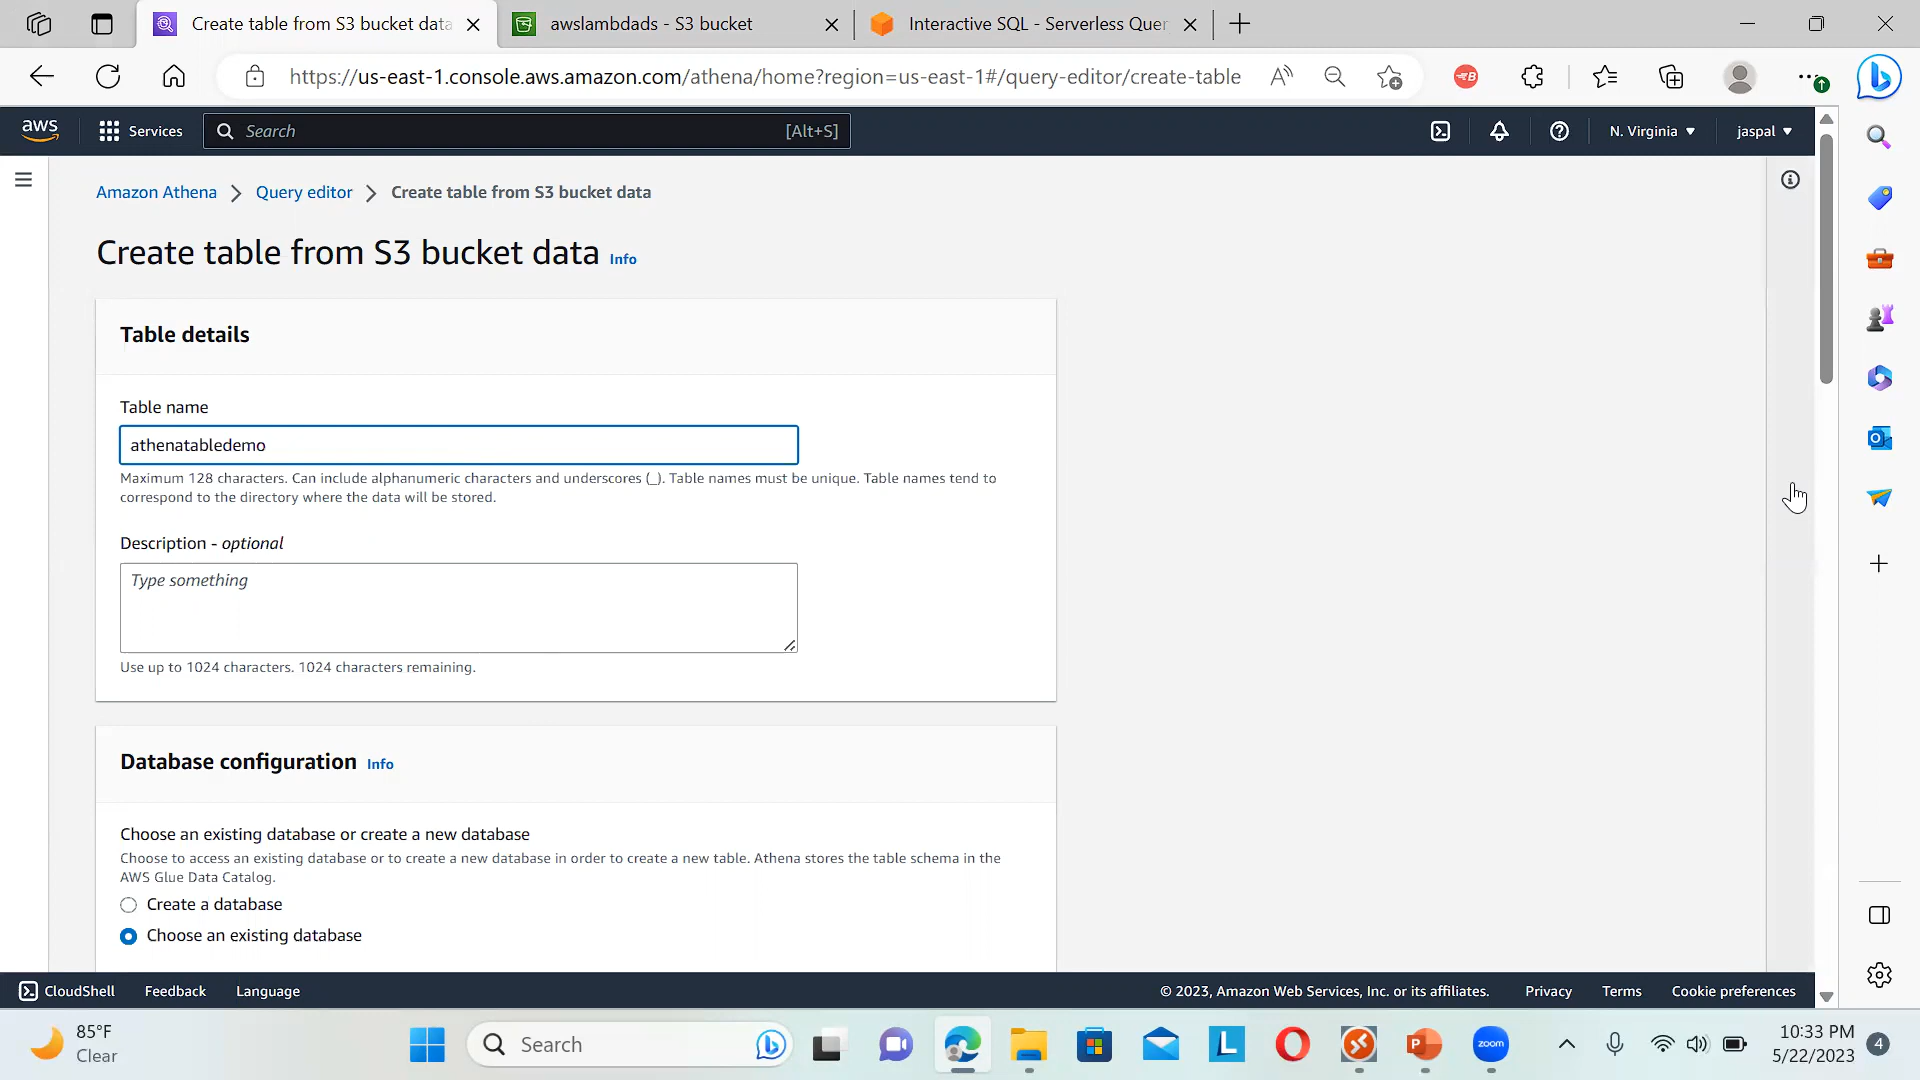 Create table from S3 bucket data
awslambdads - S3 bucket
Interactive SQL - Serverless Quer
https://us-east-1.console.aws.amazon.com/athena/home?region=us-east-1#/query-editor/create-table
aws
Services
Search
[Alt+S]
N. Virginia
jaspal
Amazon Athena
Query editor
Create table from S3 bucket data
Create table from S3 bucket data Info
Table details
Table name
athenatabledemo
Maximum 128 characters. Can include alphanumeric characters and underscores (_). Table names must be unique. Table names tend to
correspond to the directory where the data will be stored.
Description - optional
Type something
Use up to 1024 characters. 1024 characters remaining.
Database configuration Info
Choose an existing database or create a new database
Choose to access an existing database or to create a new database in order to create a new table. Athena stores the table schema in the
AWS Glue Data Catalog.
Create a database
Choose an existing database
CloudShell
Feedback
Language
© 2023, Amazon Web Services, Inc. or its affiliates.
Privacy
Terms
Cookie preferences
85°F
Clear
Search
zoom
10:33 PM
5/22/2023
4